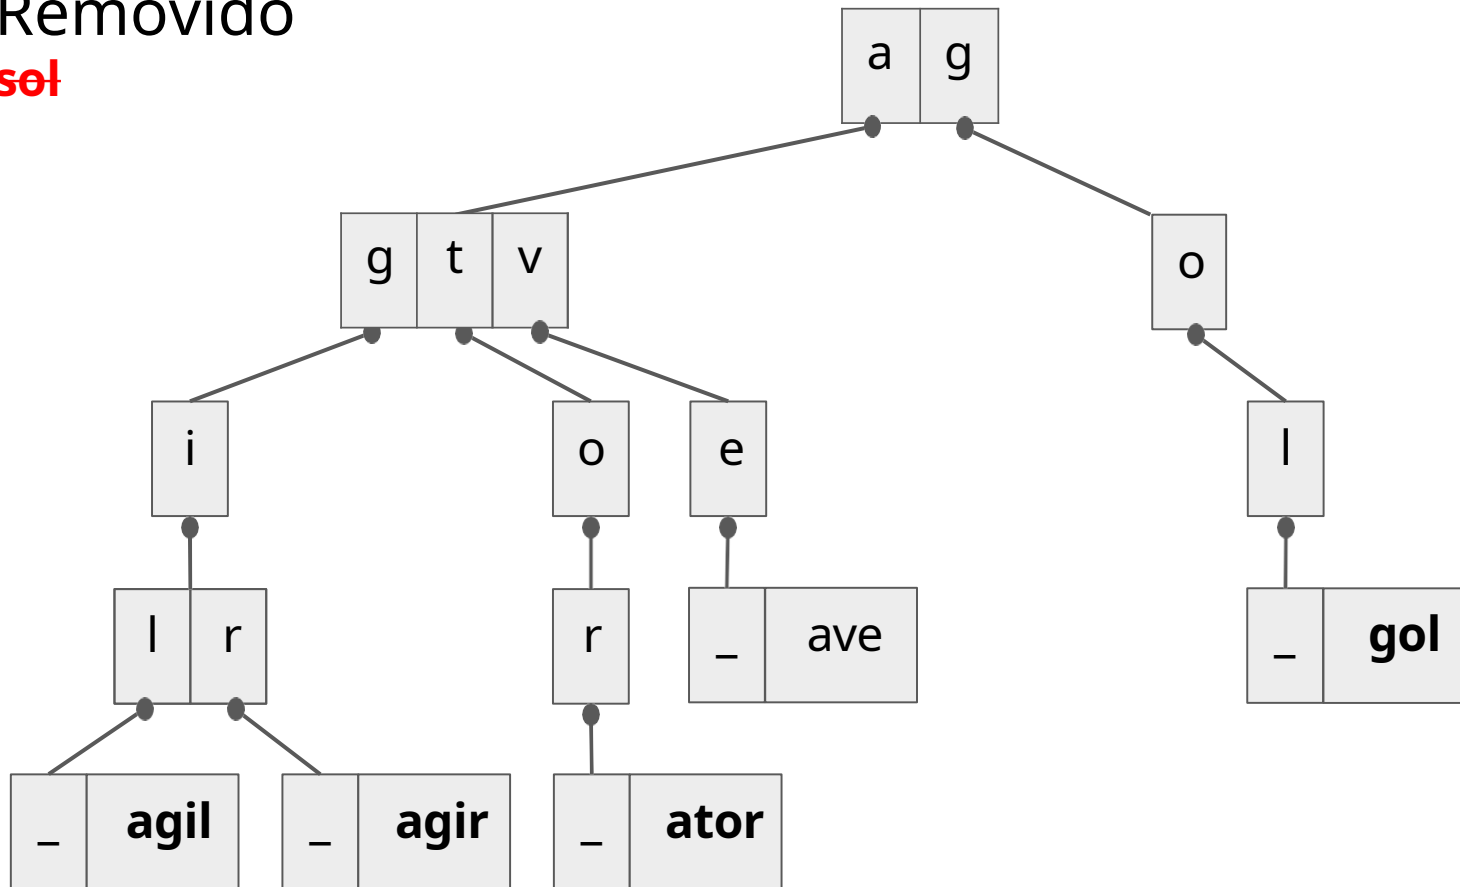 Removido
sol
a g
g t v
o
i
o
e
l
l r
r
_ ave
_ gol
_ agil
_ agir
_ ator